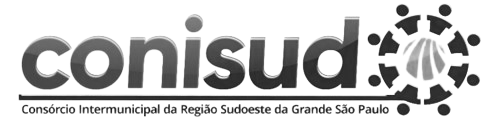 conisud
Consórcio Intermunicipal da Região Sudoeste da Grande São Paulo